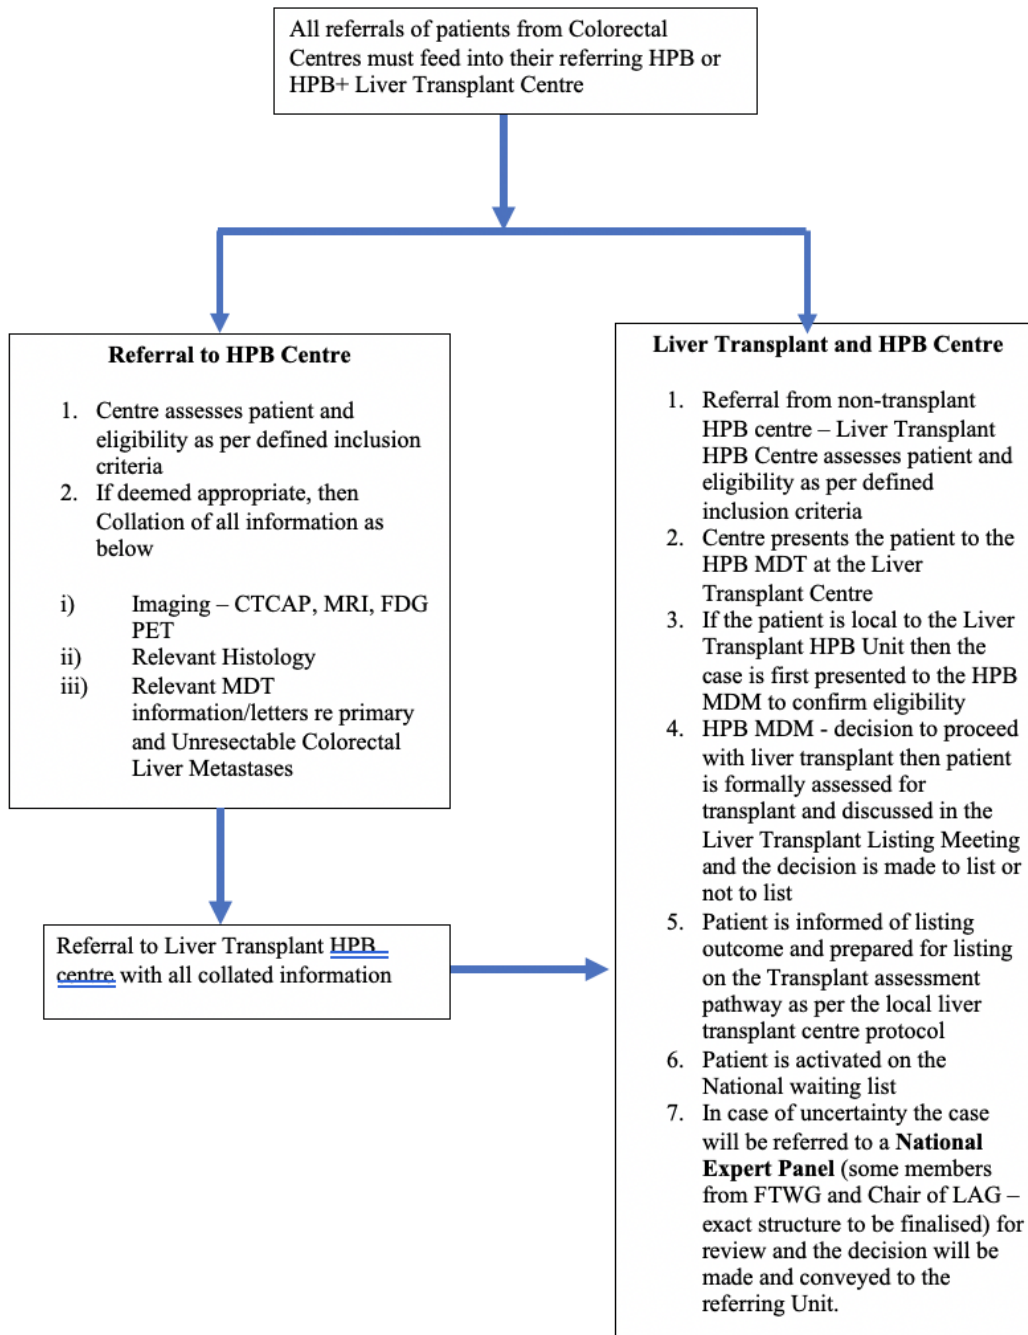 All referrals of patients from Colorectal
Centres must feed into their referring HPB or
HPB+ Liver Transplant Centre
Referral to HPB Centre
1. Centre assesses patient and
eligibility as per defined inclusion
criteria
2. If deemed appropriate, then
Collation of all information as
below
i) Imaging – CTCAP, MRI, FDG
PET
ii) Relevant Histology
iii) Relevant MDT
information/letters re primary
and Unresectable Colorectal
Liver Metastases
Referral to Liver Transplant HPB
centre with all collated information
Liver Transplant and HPB Centre
1. Referral from non-transplant
HPB centre – Liver Transplant
HPB Centre assesses patient and
eligibility as per defined
inclusion criteria
2. Centre presents the patient to the
HPB MDT at the Liver
Transplant Centre
3. If the patient is local to the Liver
Transplant HPB Unit then the
case is first presented to the HPB
MDM to confirm eligibility
4. HPB MDM - decision to proceed
with liver transplant then patient
is formally assessed for
transplant and discussed in the
Liver Transplant Listing Meeting
and the decision is made to list or
not to list
5. Patient is informed of listing
outcome and prepared for listing
on the Transplant assessment
pathway as per the local liver
transplant centre protocol
6. Patient is activated on the
National waiting list
7. In case of uncertainty the case
will be referred to a National
Expert Panel (some members
from FTWG and Chair of LAG –
exact structure to be finalised) for
review and the decision will be
made and conveyed to the
referring Unit.